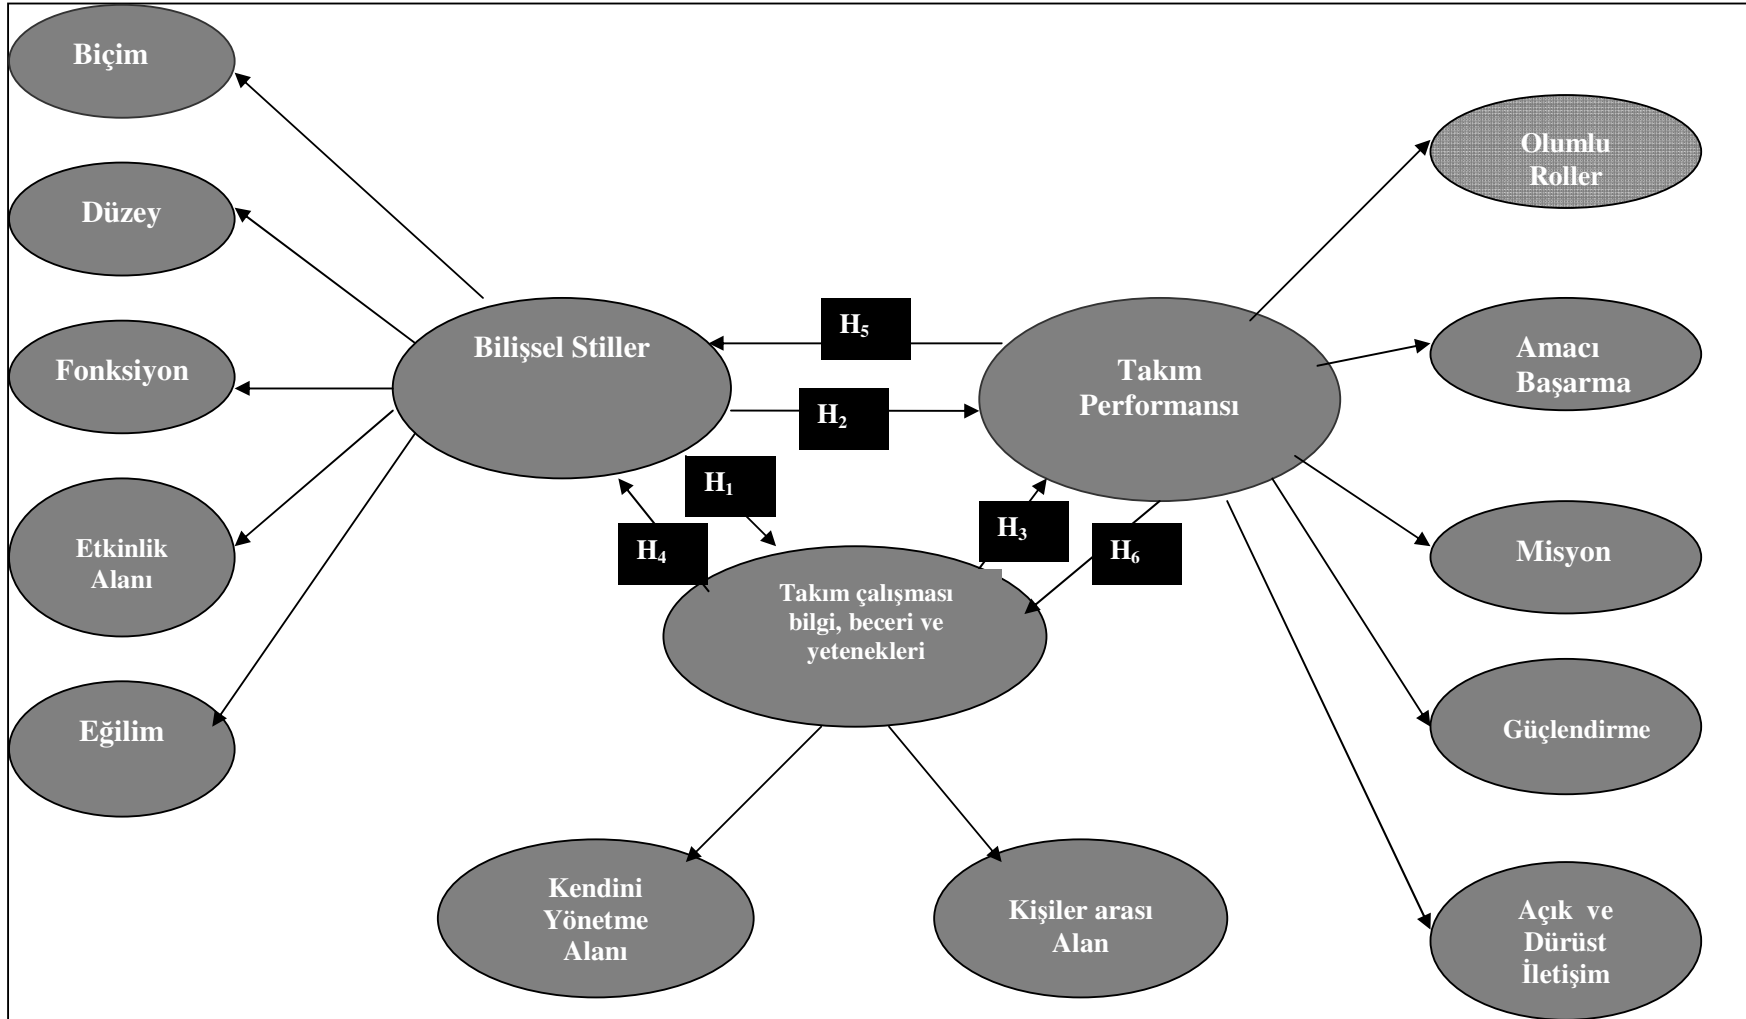 Biçim
Düzey
Fonksiyon
Etkinlik
Alanı
Eğilim
Bilişsel Stiller
H5
H2
H1
H4
H3
H6
Takım
Performansı
Takım çalışması
bilgi, beceri ve
yetenekleri
Kendini
Yönetme
Alanı
Kişiler arası
Alan
Olumlu
Roller
Amacı
Başarma
Misyon
Güçlendirme
Açık ve
Dürüst
İletişim